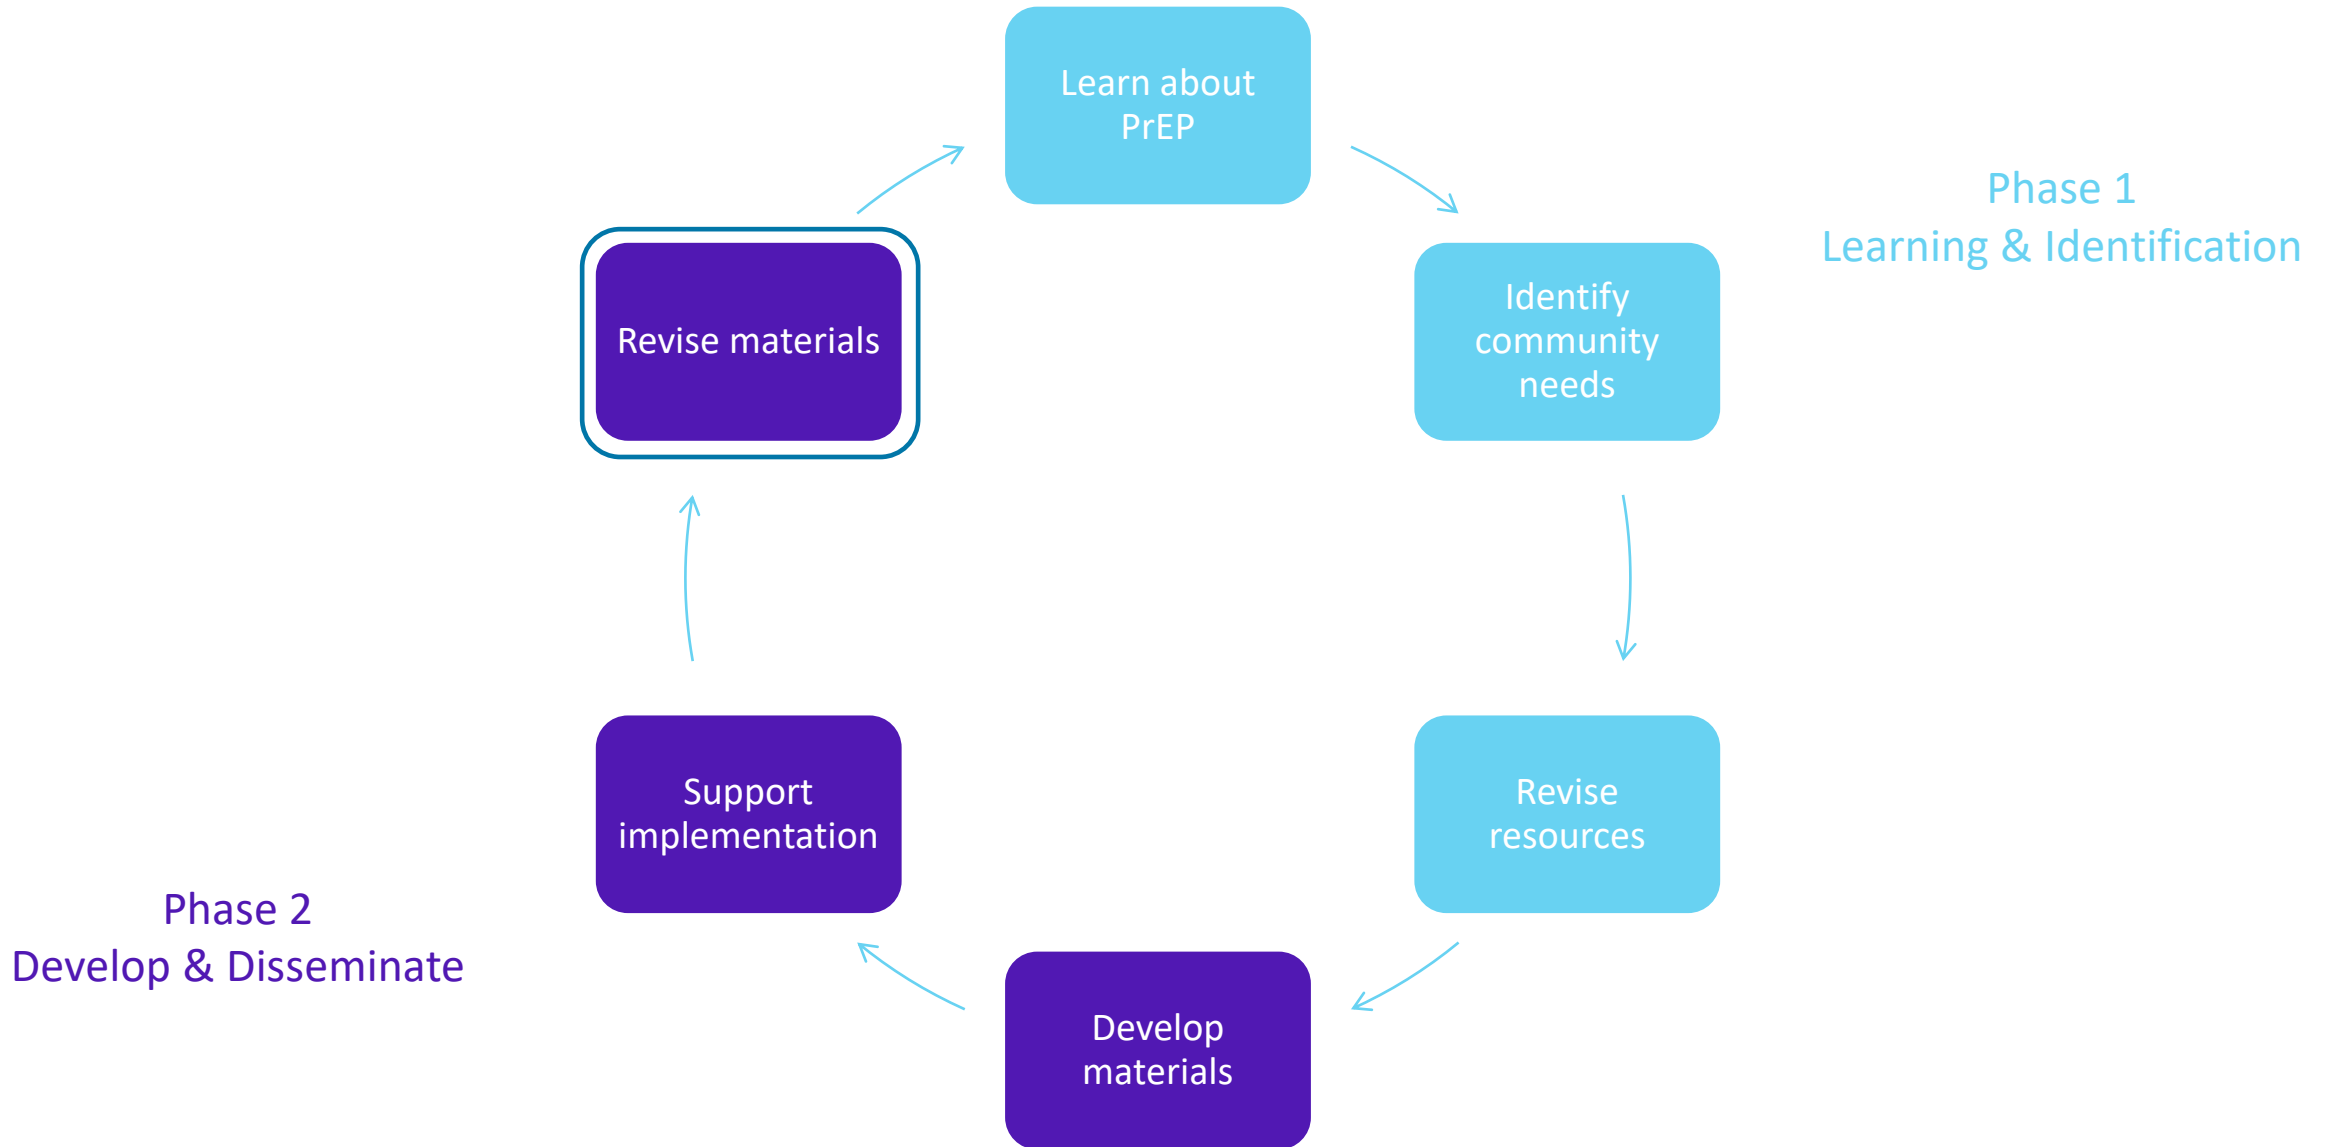 Learn about
PrEP
Phase 1
Learning & Identification
Identify
community
needs
Revise materials
Revise
resources
Support
implementation
Phase 2
Develop & Disseminate
Develop
materials